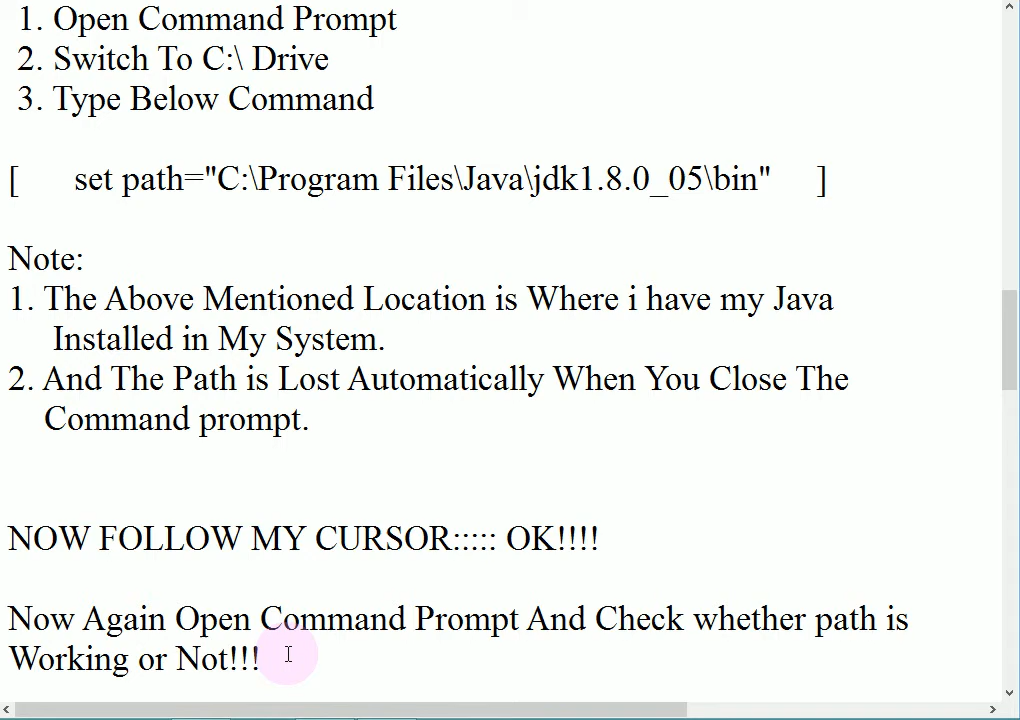 1. Open Command Prompt
2. Switch To C:\ Drive
3. Type Below Command
[ set path="C:\Program Files\Java\jdk1.8.0_05\bin" ]
Note:
1. The Above Mentioned Location is Where i have my Java
Installed in My System.
2. And The Path is Lost Automatically When You Close The
Command prompt.
NOW FOLLOW MY CURSOR::::: OK!!!!
Now Again Open Command Prompt And Check whether path is
Working or Not!!!